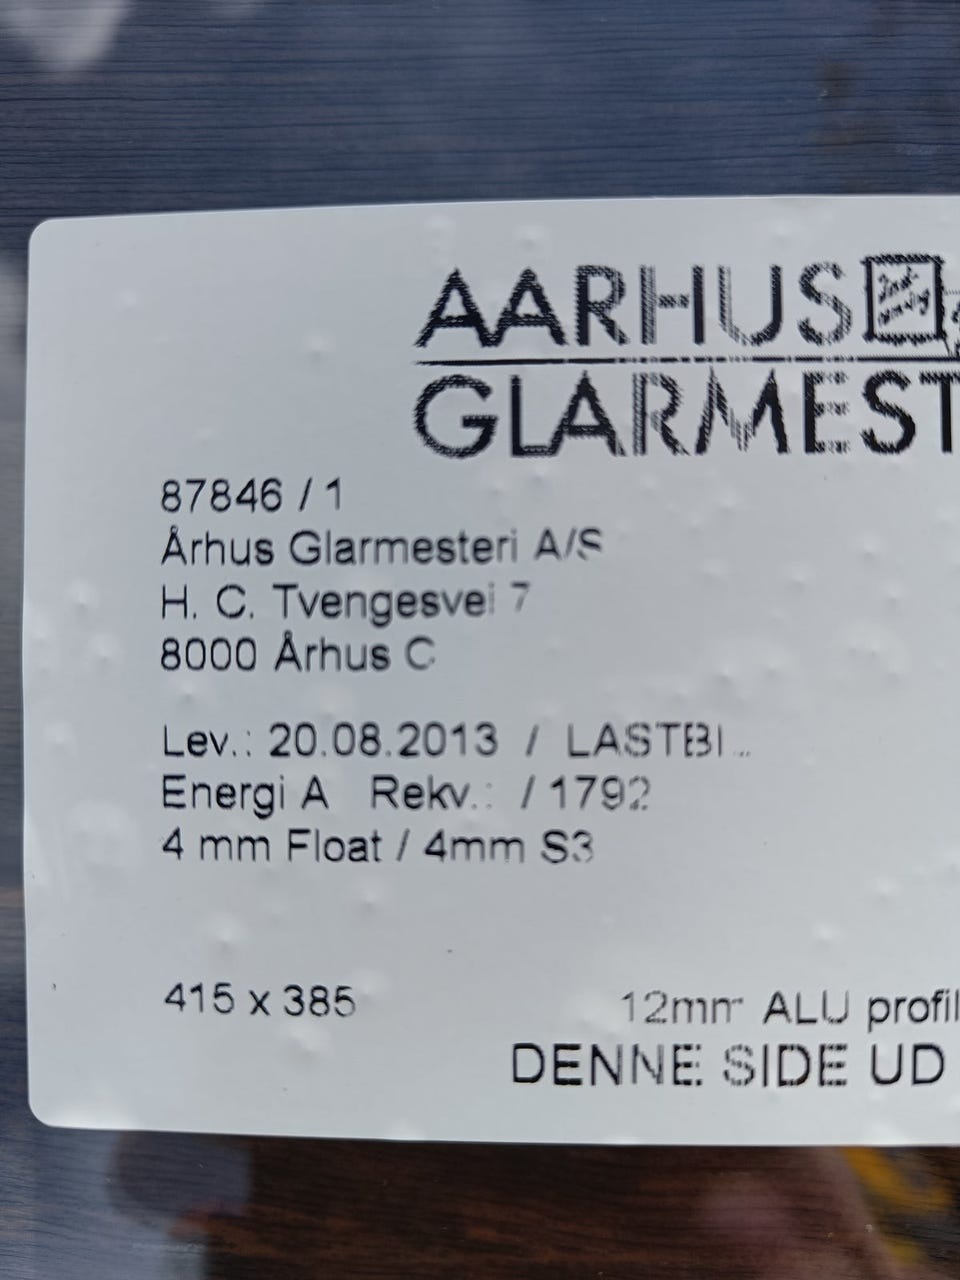 AARHUS
GLARMEST
87846 / 1
Århus Glarmesteri A/S
H. C. Tvengesvei 7
8000 Århus C
Lev.: 20.08.2013 / LASTBI...
Energi A Rekv.: / 1792
4 mm Float / 4mm S3
415 x 385 12mm ALU profil
DENNE SIDE UD